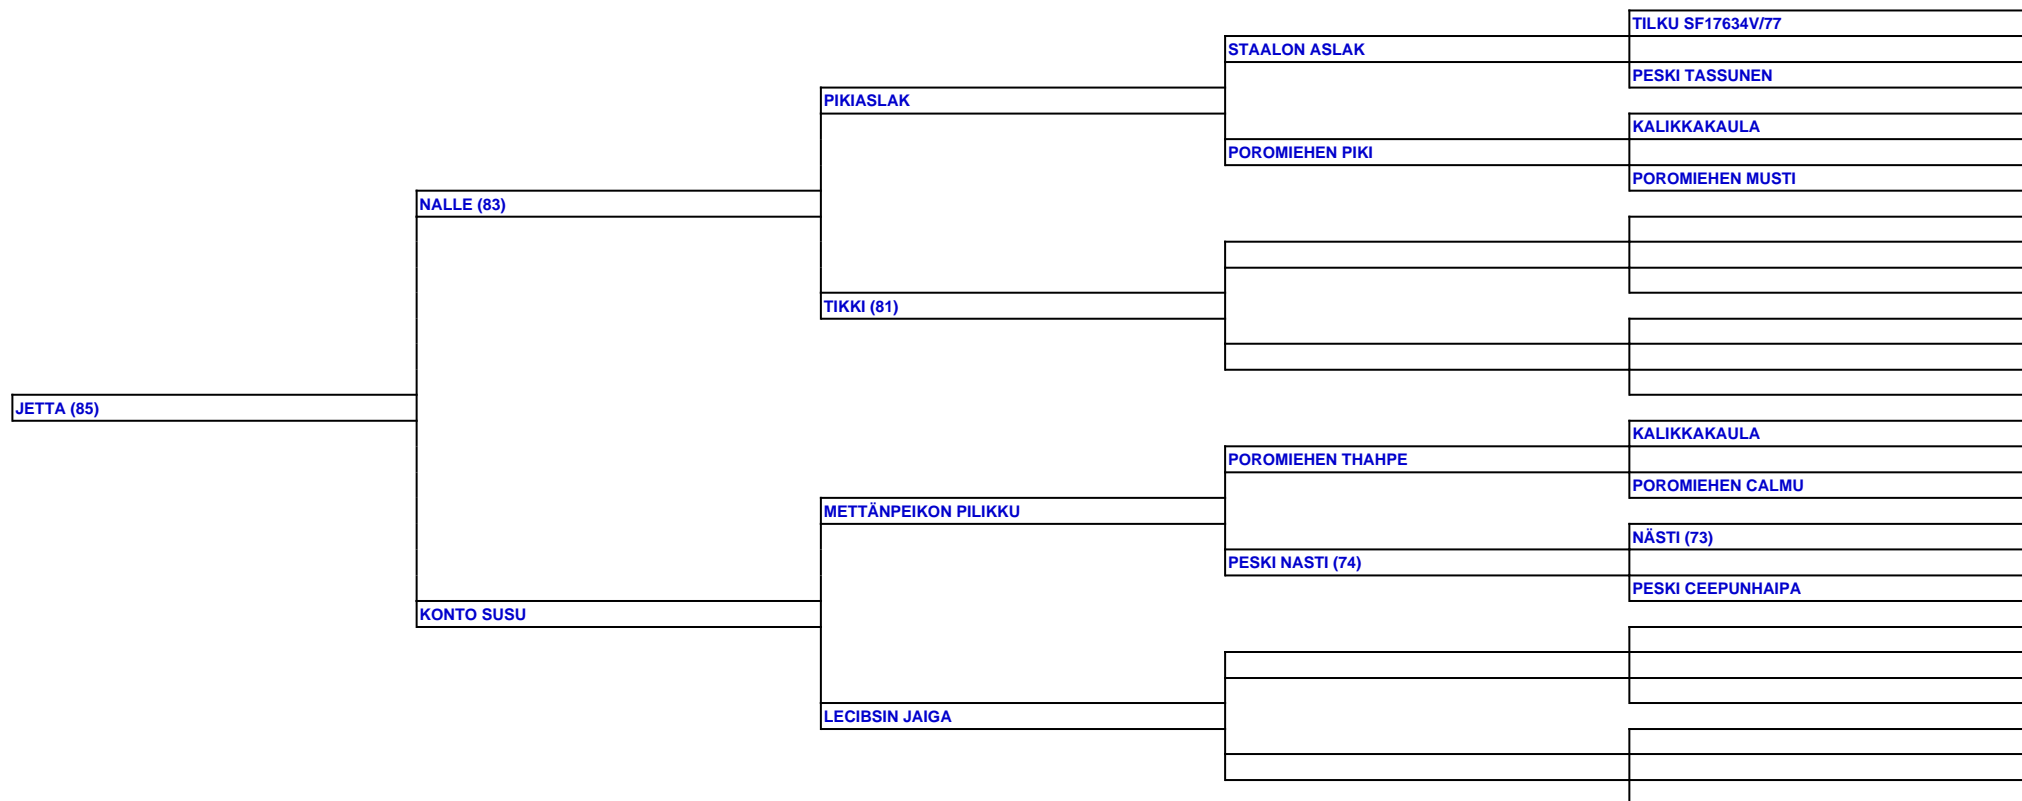 TILKU SF17634V/77
STAALON ASLAK
PESKI TASSUNEN
PIKIASLAK
KALIKKAKAULA
POROMIEHEN PIKI
POROMIEHEN MUSTI
NALLE (83)
TIKKI (81)
JETTA (85)
KALIKKAKAULA
POROMIEHEN THAHPE
POROMIEHEN CALMU
METTÄNPEIKON PILIKKU
NÄSTI (73)
PESKI NASTI (74)
PESKI CEEPUNHAIPA
KONTO SUSU
LECIBSIN JAIGA